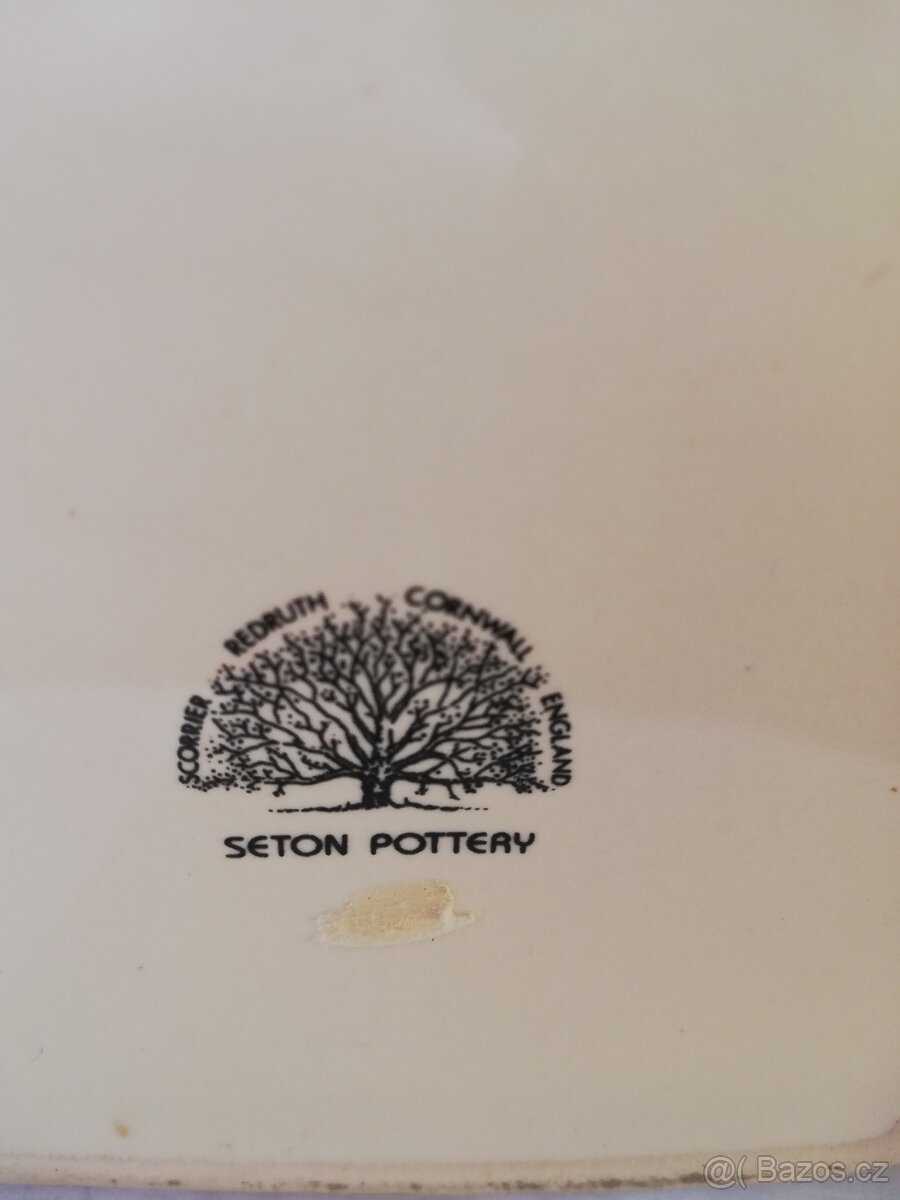 SCORRIER REDRUTH CORNWALL ENGLAND
SETON POTTERY
@( Bazos.cz